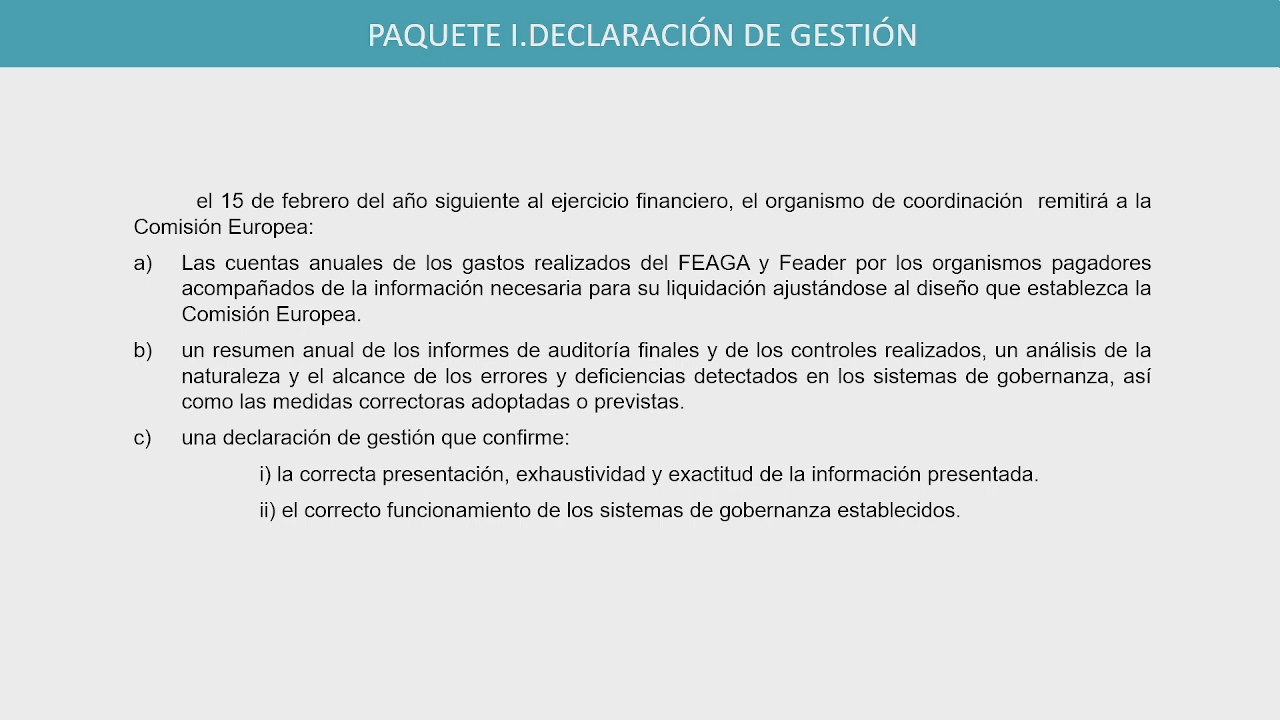 PAQUETE I.DECLARACIÓN DE GESTIÓN
el 15 de febrero del año siguiente al ejercicio financiero, el organismo de coordinación remitirá a la
Comisión Europea:
a) Las cuentas anuales de los gastos realizados del FEAGA y Feader por los organismos pagadores
acompañados de la información necesaria para su liquidación ajustándose al diseño que establezca la
Comisión Europea.
b) un resumen anual de los informes de auditoría finales y de los controles realizados, un análisis de la
naturaleza y el alcance de los errores y deficiencias detectados en los sistemas de gobernanza, así
como las medidas correctoras adoptadas o previstas.
c) una declaración de gestión que confirme:
i) la correcta presentación, exhaustividad y exactitud de la información presentada.
ii) el correcto funcionamiento de los sistemas de gobernanza establecidos.